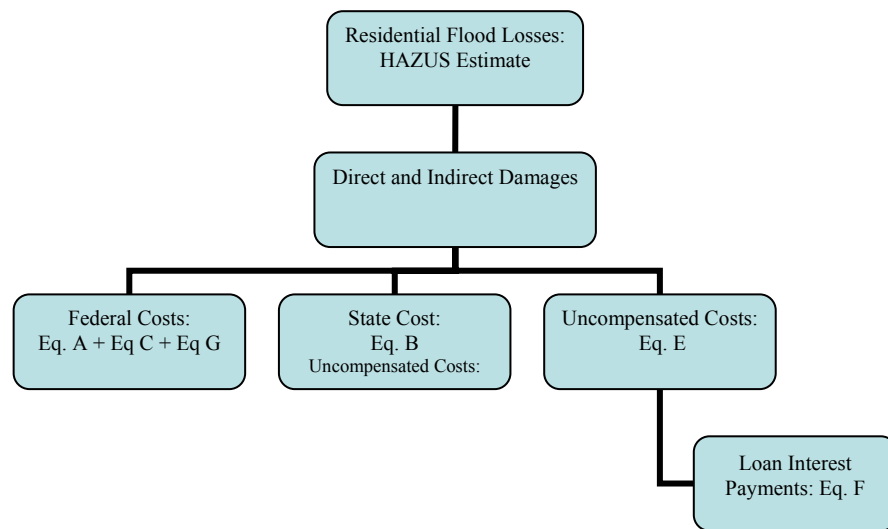 Residential Flood Losses:
HAZUS Estimate
Direct and Indirect Damages
Federal Costs:
Eq. A + Eq C + Eq G
State Cost:
Eq. B
Uncompensated Costs:
Uncompensated Costs:
Eq. E
Loan Interest
Payments: Eq. F